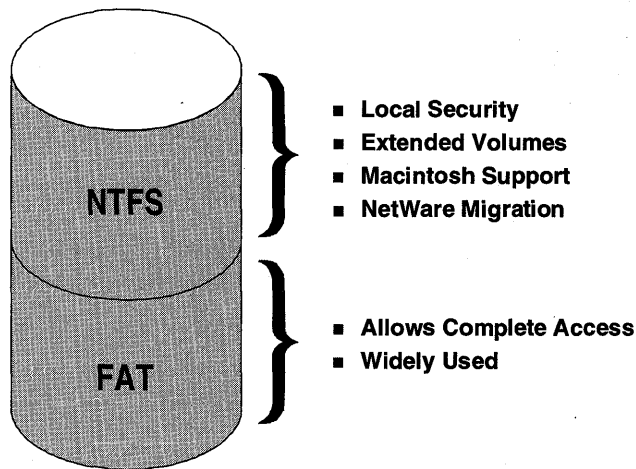 NTFS
■ Local Security
■ Extended Volumes
■ Macintosh Support
■ NetWare Migration
FAT
■ Allows Complete Access
■ Widely Used